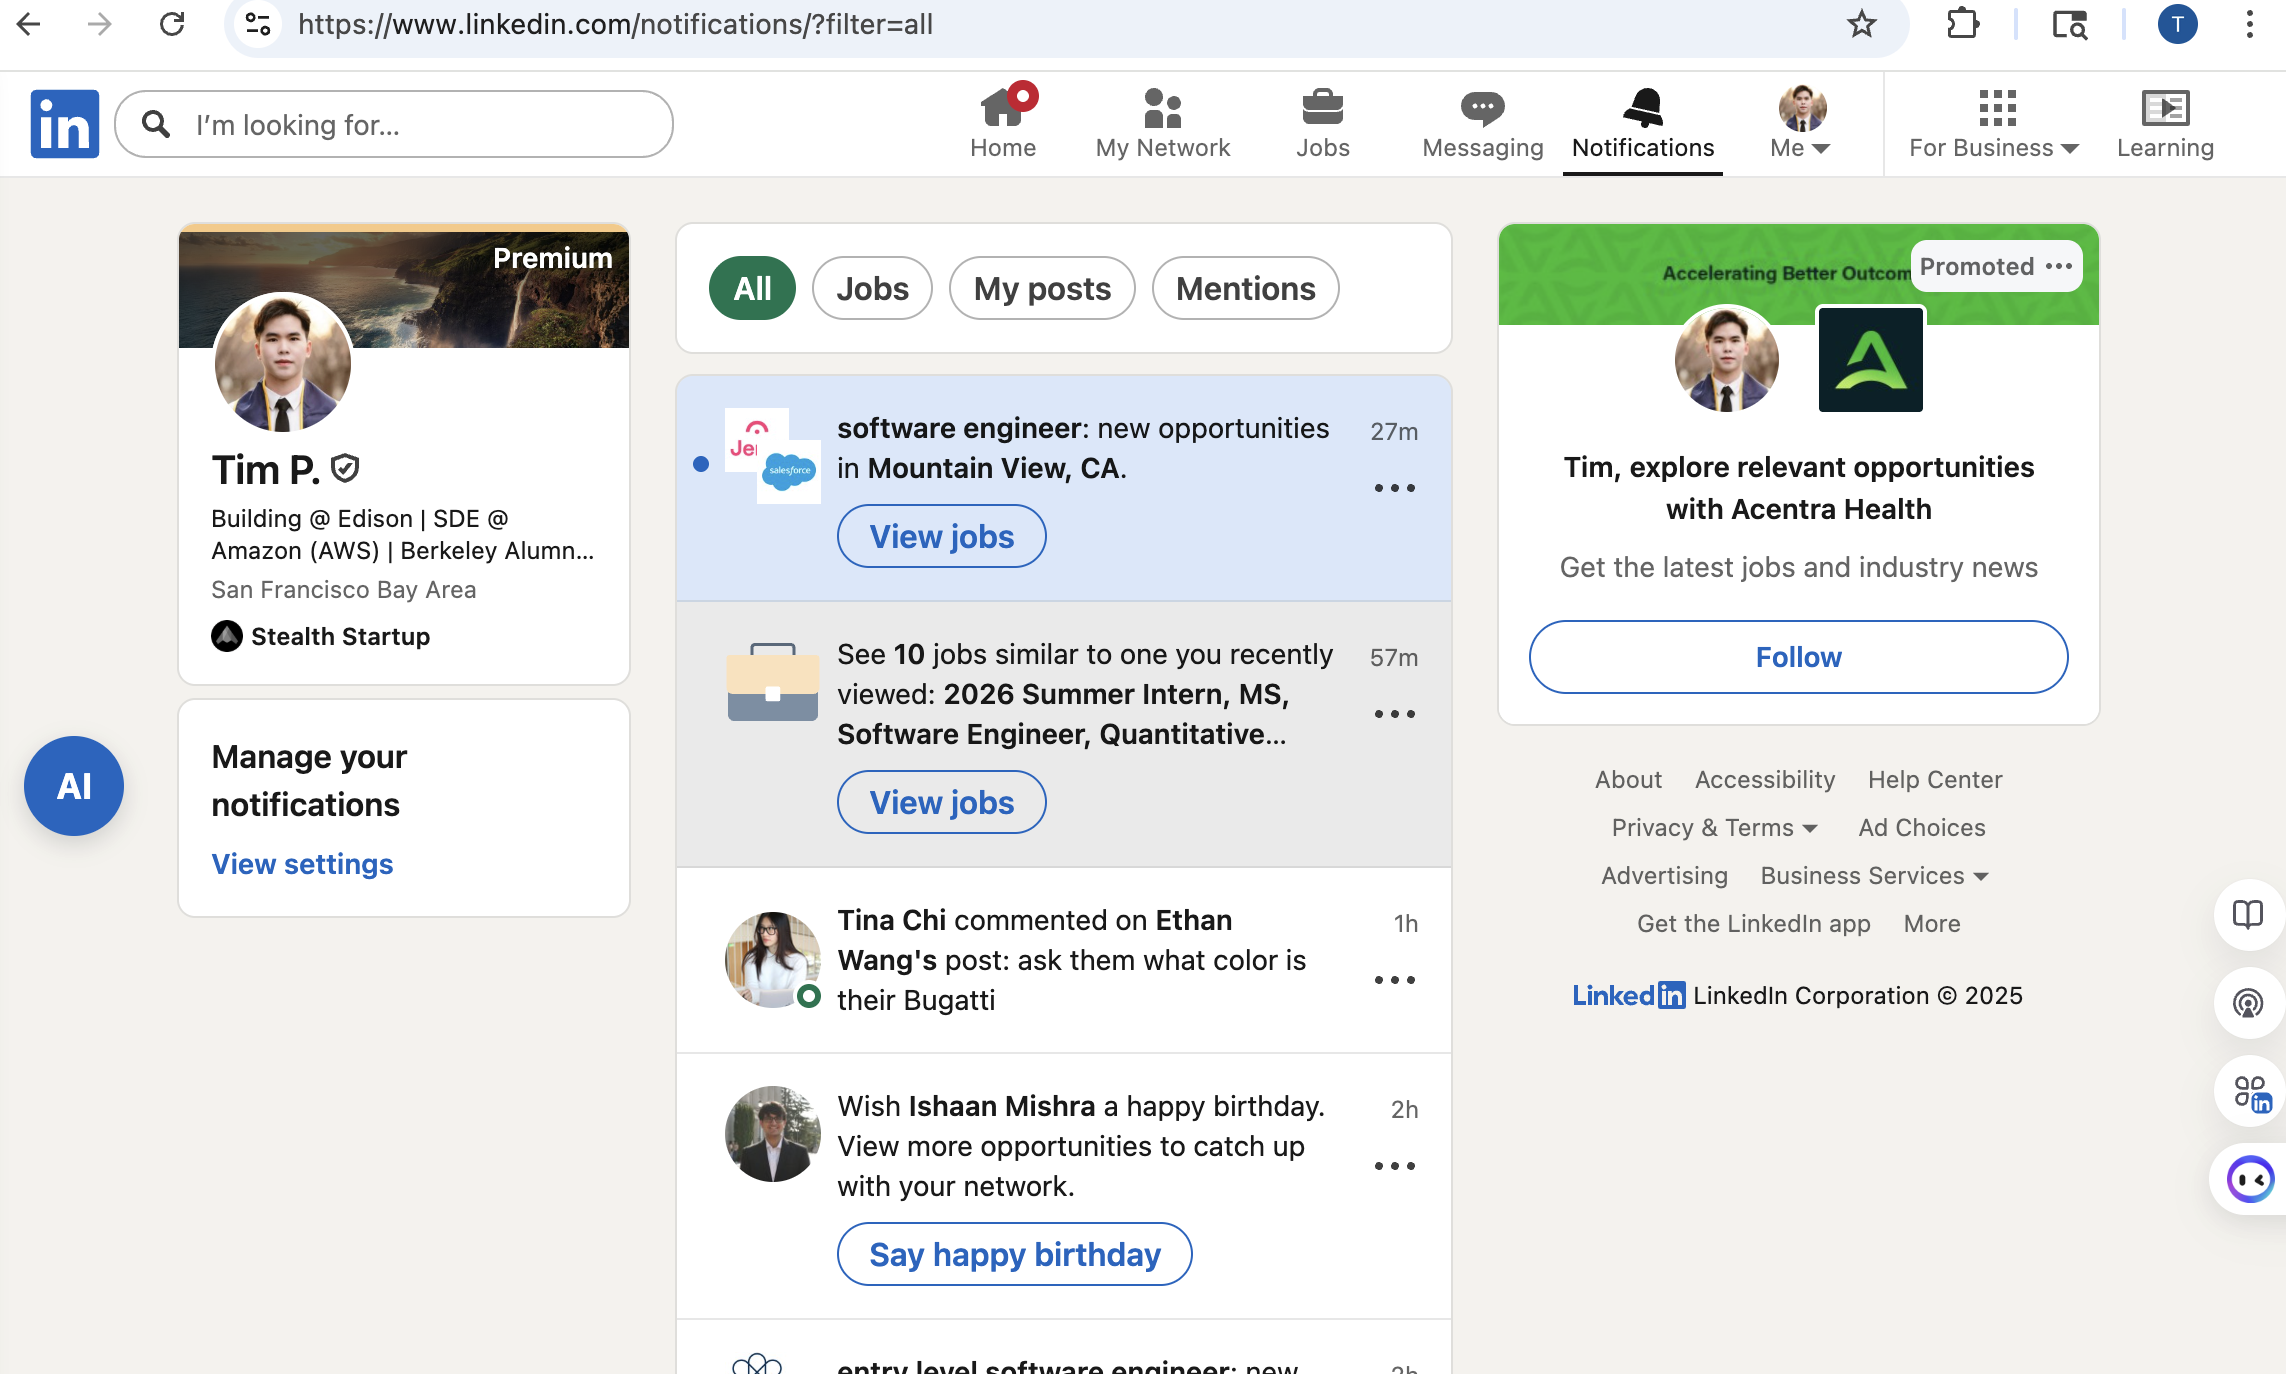 https://www.linkedin.com/notifications/?filter=all
T
in
I'm looking for...
Home
My Network
Jobs
Messaging
Notifications
Me
For Business
Learning
Premium
Tim P.
Building @ Edison | SDE @
Amazon (AWS) | Berkeley Alumn...
San Francisco Bay Area
Stealth Startup
Manage your
notifications
View settings
AI
All
Jobs
My posts
Mentions
Jer
salesforce
software engineer: new opportunities
in Mountain View, CA.
27m
View jobs
See 10 jobs similar to one you recently
viewed: 2026 Summer Intern, MS,
Software Engineer, Quantitative...
57m
View jobs
Tina Chi commented on Ethan
Wang's post: ask them what color is
their Bugatti
1h
Wish Ishaan Mishra a happy birthday.
View more opportunities to catch up
with your network.
2h
Say happy birthday
entry level software engineer: new
2h
Accelerating Better Outcom
Promoted
Tim, explore relevant opportunities
with Acentra Health
Get the latest jobs and industry news
Follow
About Accessibility Help Center
Privacy & Terms Ad Choices
Advertising Business Services
Get the LinkedIn app More
LinkedIn LinkedIn Corporation © 2025
in